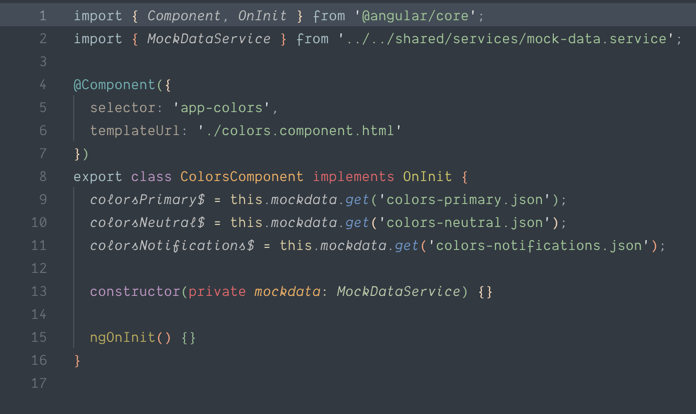 1 import { Component, OnInit } from '@angular/core';
2 import { MockDataService } from '../../shared/services/mock-data.service';
3
4 @Component({
5   selector: 'app-colors',
6   templateUrl: './colors.component.html'
7 })
8 export class ColorsComponent implements OnInit {
9   colorsPrimary$ = this.mockdata.get('colors-primary.json');
10   colorsNeutral$ = this.mockdata.get('colors-neutral.json');
11   colorsNotifications$ = this.mockdata.get('colors-notifications.json');
12
13   constructor(private mockdata: MockDataService) {}
14
15   ngOnInit() {}
16 }
17